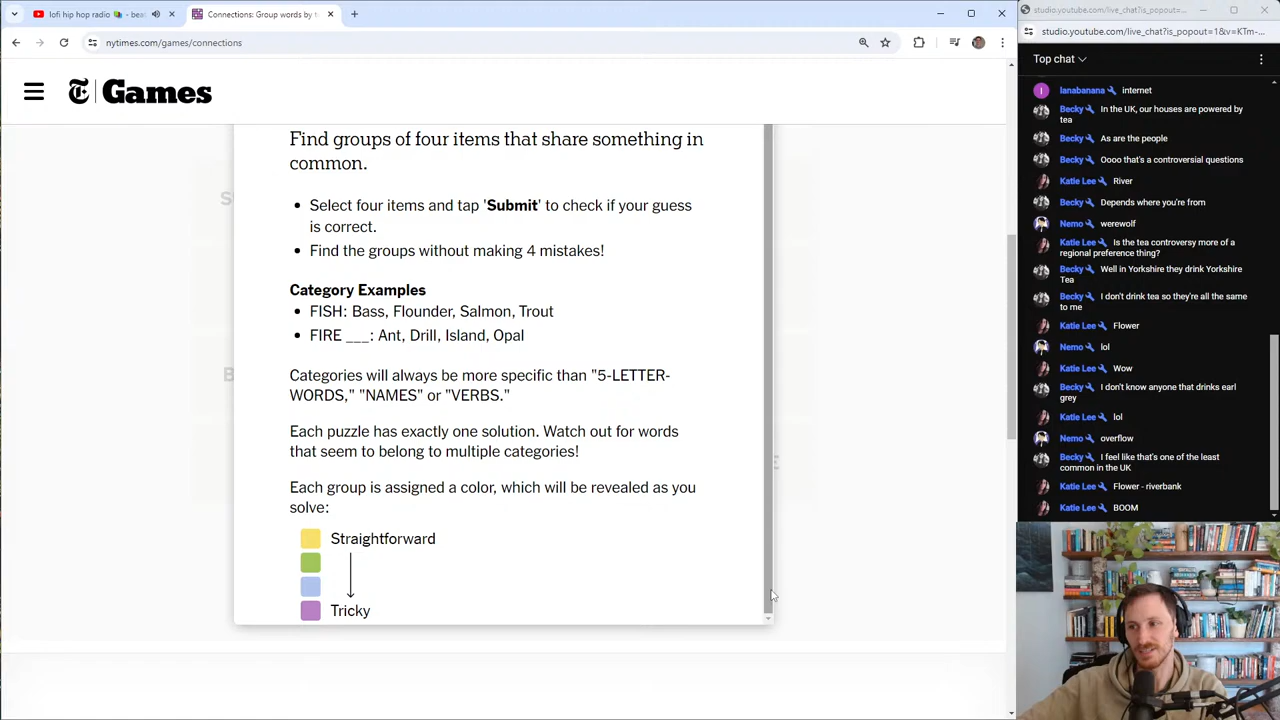 lofi hip hop radio 📚 - bea
Connections: Group words by t
nytimes.com/games/connections
Games
Find groups of four items that share something in
common.
• Select four items and tap 'Submit' to check if your guess
is correct.
• Find the groups without making 4 mistakes!
Category Examples
• FISH: Bass, Flounder, Salmon, Trout
• FIRE ___: Ant, Drill, Island, Opal
Categories will always be more specific than "5-LETTER-
WORDS," "NAMES" or "VERBS."
Each puzzle has exactly one solution. Watch out for words
that seem to belong to multiple categories!
Each group is assigned a color, which will be revealed as you
solve:
Straightforward
Tricky
studio.youtube.com/live_chat?is_popout=...
studio.youtube.com/live_chat?is_popout=1&v=KTm-...
Top chat
I
lanabanana internet
Becky In the UK, our houses are powered by
tea
Becky As are the people
Becky Oooo that's a controversial questions
Katie Lee River
Becky Depends where you're from
Nemo werewolf
Katie Lee Is the tea controversy more of a
regional preference thing?
Becky Well in Yorkshire they drink Yorkshire
Tea
Becky I don't drink tea so they're all the same
to me
Katie Lee Flower
Nemo lol
Katie Lee Wow
Becky I don't know anyone that drinks earl
grey
Katie Lee lol
Nemo overflow
Becky I feel like that's one of the least
common in the UK
Katie Lee Flower - riverbank
Katie Lee BOOM